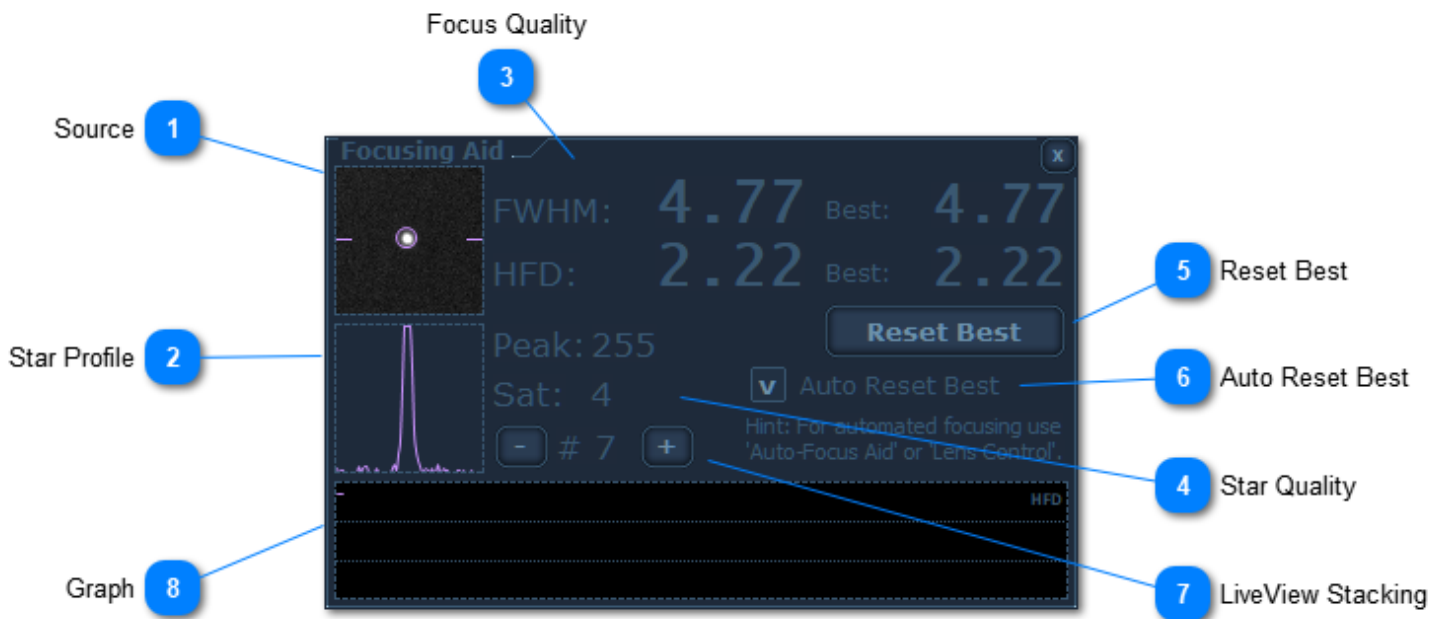 Focus Quality
3
Source 1
Focusing Aid
x
FWHM: 4.77 Best: 4.77
HFD: 2.22 Best: 2.22
5 Reset Best
Reset Best
Star Profile 2
Peak: 255
Sat: 4
v Auto Reset Best
6 Auto Reset Best
Hint: For automated focusing use
'Auto-Focus Aid' or 'Lens Control'.
- # 7 +
4 Star Quality
HFD
Graph 8
7 LiveView Stacking